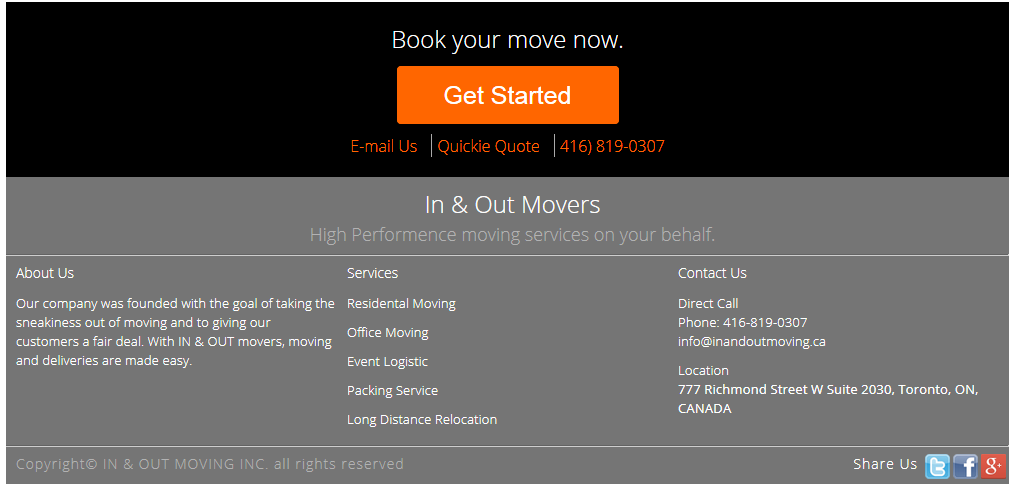 Book your move now.
Get Started
E-mail Us
Quickie Quote
416) 819-0307
In & Out Movers
High Performence moving services on your behalf.
About Us
Our company was founded with the goal of taking the
sneakiness out of moving and to giving our
customers a fair deal. With IN & OUT movers, moving
and deliveries are made easy.
Services
Residental Moving
Office Moving
Event Logistic
Packing Service
Long Distance Relocation
Contact Us
Direct Call
Phone: 416-819-0307
info@inandoutmoving.ca
Location
777 Richmond Street W Suite 2030, Toronto, ON,
CANADA
Copyright© IN & OUT MOVING INC. all rights reserved
Share Us
t
f
g+